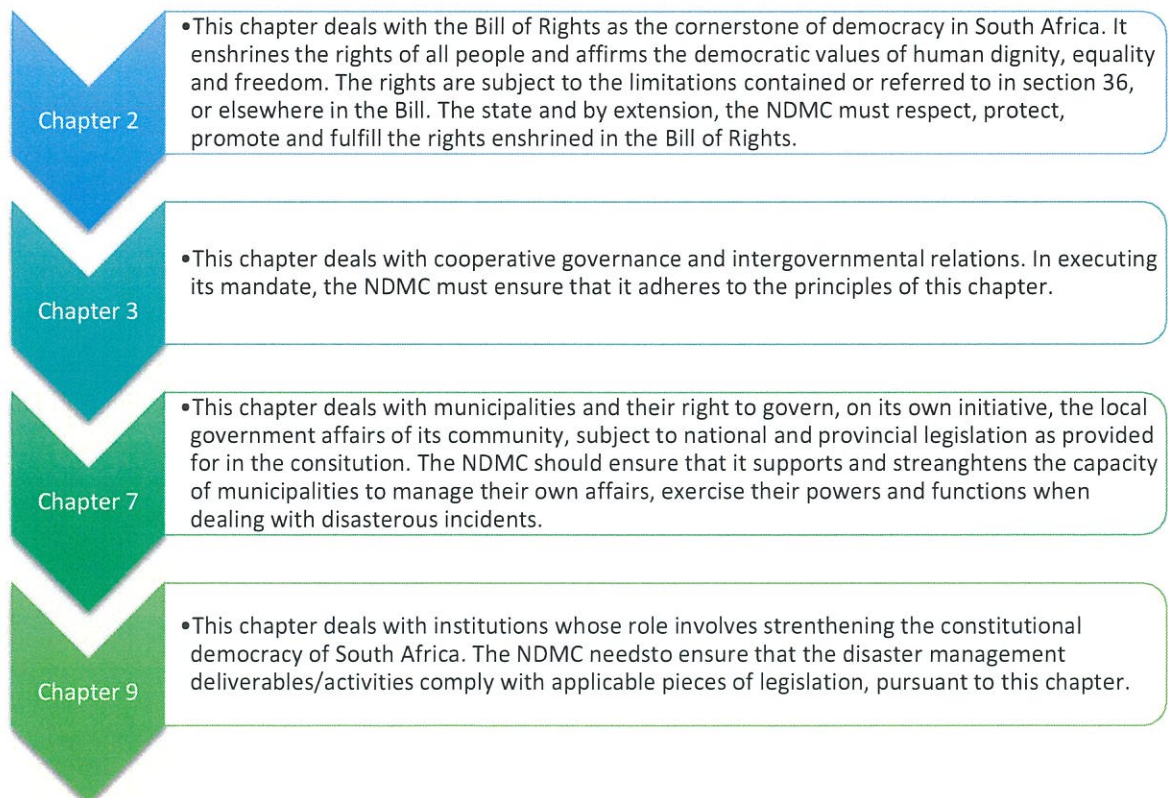 Chapter 2
•This chapter deals with the Bill of Rights as the cornerstone of democracy in South Africa. It
enshrines the rights of all people and affirms the democratic values of human dignity, equality
and freedom. The rights are subject to the limitations contained or referred to in section 36,
or elsewhere in the Bill. The state and by extension, the NDMC must respect, protect,
promote and fulfill the rights enshrined in the Bill of Rights.
Chapter 3
•This chapter deals with cooperative governance and intergovernmental relations. In executing
its mandate, the NDMC must ensure that it adheres to the principles of this chapter.
Chapter 7
•This chapter deals with municipalities and their right to govern, on its own initiative, the local
government affairs of its community, subject to national and provincial legislation as provided
for in the consitution. The NDMC should ensure that it supports and streanghtens the capacity
of municipalities to manage their own affairs, exercise their powers and functions when
dealing with disasterous incidents.
Chapter 9
•This chapter deals with institutions whose role involves strenthening the constitutional
democracy of South Africa. The NDMC needsto ensure that the disaster management
deliverables/activities comply with applicable pieces of legislation, pursuant to this chapter.